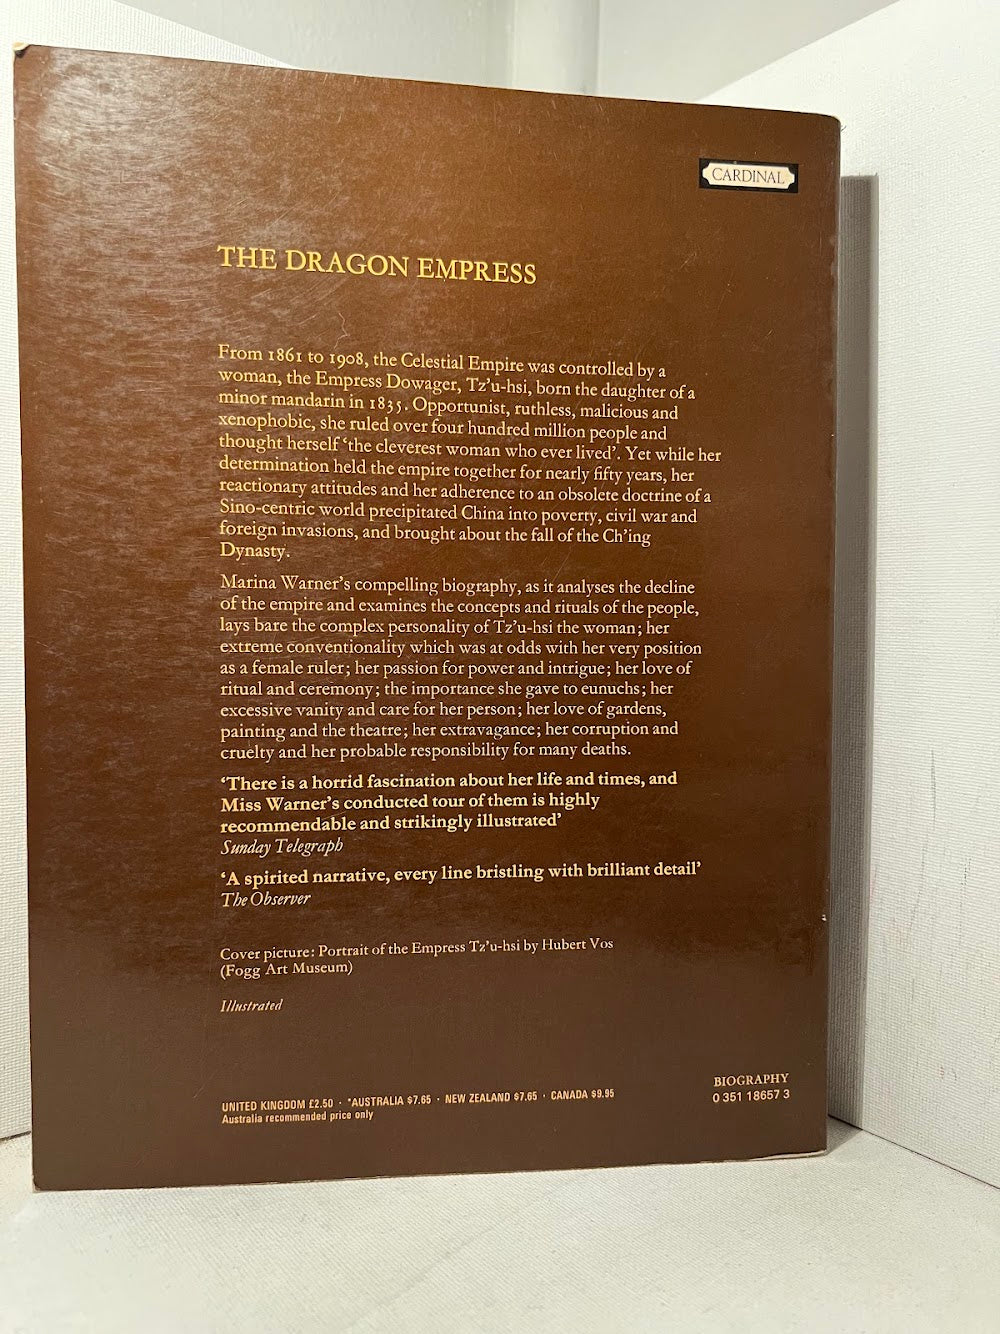 CARDINAL
THE DRAGON EMPRESS
From 1861 to 1908, the Celestial Empire was controlled by a
woman, the Empress Dowager, Tz'u-hsi, born the daughter of a
minor mandarin in 1835. Opportunist, ruthless, malicious and
xenophobic, she ruled over four hundred million people and
thought herself ‘the cleverest woman who ever lived’. Yet while her
determination held the empire together for nearly fifty years, her
reactionary attitudes and her adherence to an obsolete doctrine of a
Sino-centric world precipitated China into poverty, civil war and
foreign invasions, and brought about the fall of the Ch'ing
Dynasty.
Marina Warner's compelling biography, as it analyses the decline
of the empire and examines the concepts and rituals of the people,
lays bare the complex personality of Tz'u-hsi the woman; her
extreme conventionality which was at odds with her very position
as a female ruler; her passion for power and intrigue; her love of
ritual and ceremony; the importance she gave to eunuchs; her
excessive vanity and care for her person; her love of gardens,
painting and the theatre; her extravagance; her corruption and
cruelty and her probable responsibility for many deaths.
‘There is a horrid fascination about her life and times, and
Miss Warner's conducted tour of them is highly
recommendable and strikingly illustrated’
Sunday Telegraph
‘A spirited narrative, every line bristling with brilliant detail’
The Observer
Cover picture: Portrait of the Empress Tz'u-hsi by Hubert Vos
(Fogg Art Museum)
Illustrated
UNITED KINGDOM £2.50 · *AUSTRALIA $7.65 · NEW ZEALAND $7.65 · CANADA $9.95
Australia recommended price only
BIOGRAPHY
0 351 18657 3